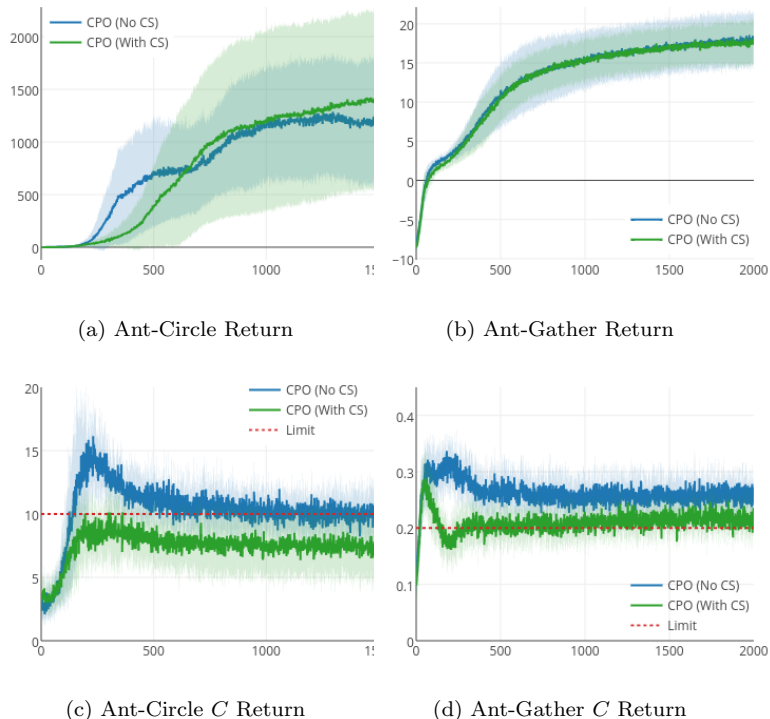 CPO (No CS)
CPO (With CS)
2000
1500
1000
500
0
0
500
1000
15
(a) Ant-Circle Return
20
15
10
5
0
−5
−10
CPO (No CS)
CPO (With CS)
0
500
1000
1500
2000
(b) Ant-Gather Return
20
15
10
5
0
CPO (No CS)
CPO (With CS)
Limit
0
500
1000
15
(c) Ant-Circle C Return
0.4
0.3
0.2
0.1
0
CPO (No CS)
CPO (With CS)
Limit
0
500
1000
1500
2000
(d) Ant-Gather C Return